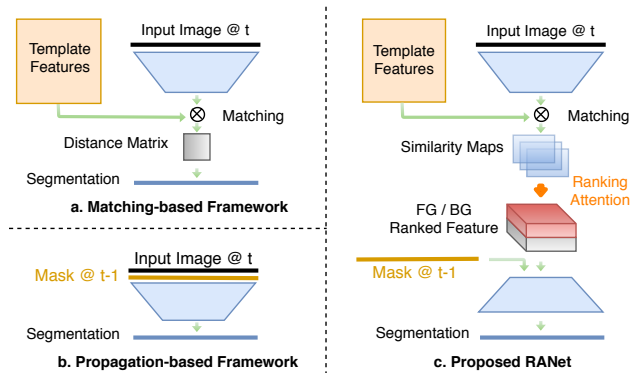 Input Image @ t
Template
Features
Matching
Distance Matrix
Segmentation
a. Matching-based Framework
Input Image @ t
Mask @ t-1
Segmentation
b. Propagation-based Framework
Input Image @ t
Template
Features
Matching
Similarity Maps
Ranking
Attention
FG / BG
Ranked Feature
Mask @ t-1
Segmentation
c. Proposed RANet